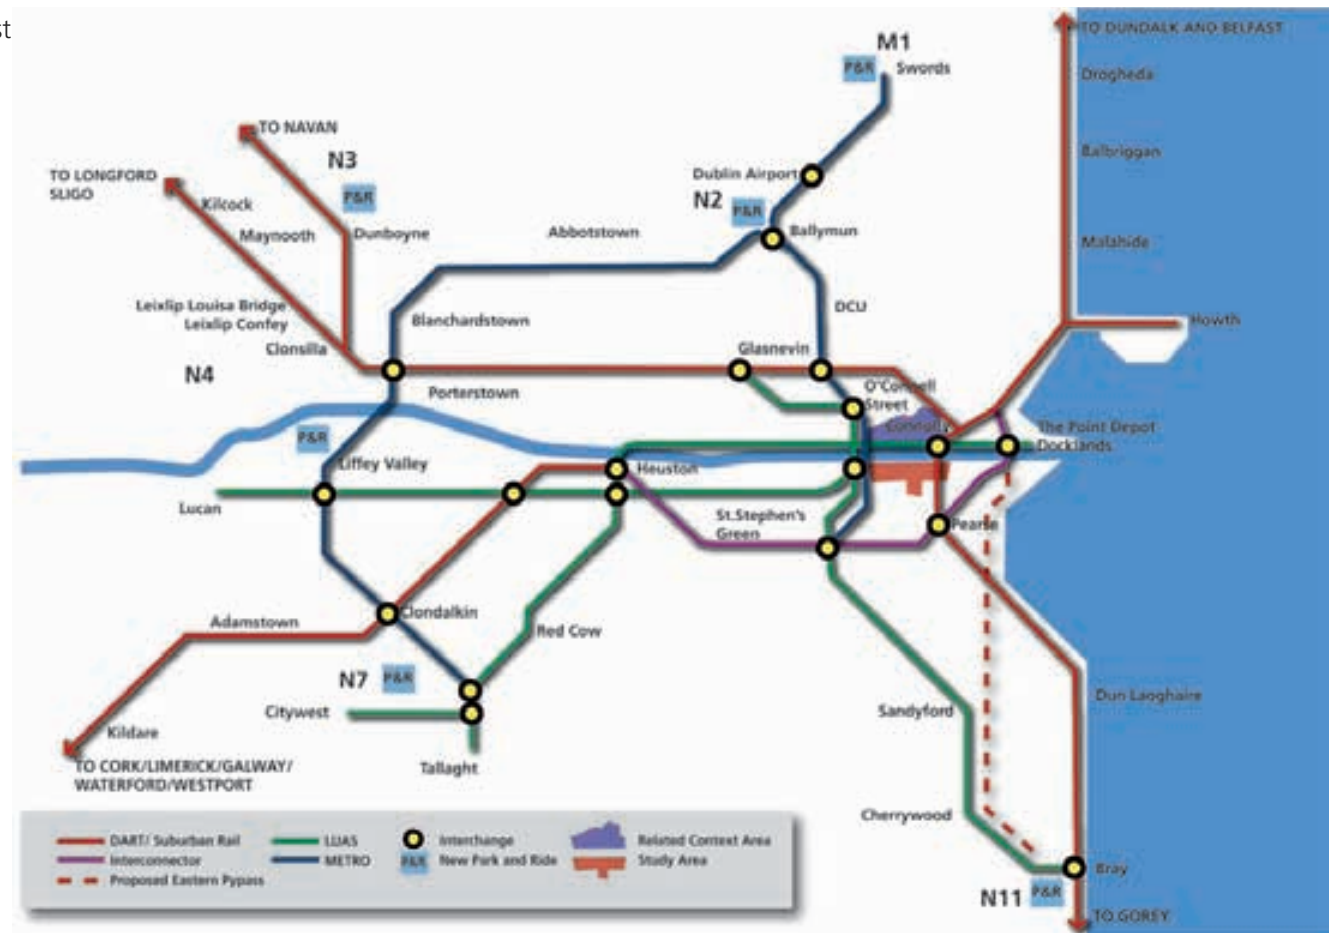 st
M1
P&R
Swords
TO DUNDALK AND BELFAST
Drogheda
TO NAVAN
N3
Balbriggan
TO LONGFORD
SLIGO
Dublin Airport
P&R
N2
P&R
Kilcock
Maynooth
Dunboyne
Abbotstown
Ballymun
Malahide
Leixlip Louisa Bridge
Leixlip Confey
DCU
Blanchardstown
Howth
Clonsilla
Glasnevin
N4
Porterstown
O'Connell
Street
Connolly
The Point Depot
Docklands
P&R
Liffey Valley
Heuston
Lucan
St.Stephen's
Green
Pearse
Clondalkin
Adamstown
Red Cow
N7
P&R
Dun Laoghaire
Citywest
Sandyford
Kildare
TO CORK/LIMERICK/GALWAY/
WATERFORD/WESTPORT
Tallaght
Cherrywood
Bray
N11
P&R
TO GOREY
DART/ Suburban Rail
Interconnector
Proposed Eastern Pypass
LUAS
METRO
Interchange
P&R
New Park and Ride
Related Context Area
Study Area